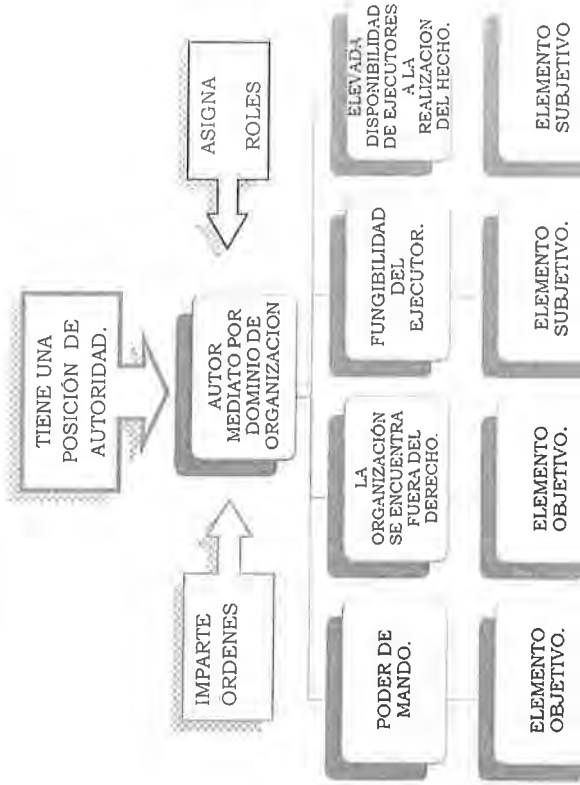 TIENE UNA
POSICIÓN DE
AUTORIDAD.
IMPARTE
ORDENES
ASIGNA
ROLES
AUTOR
MEDIATO POR
DOMINIO DE
ORGANIZACION
PODER DE
MANDO.
LA
ORGANIZACIÓN
SE ENCUENTRA
FUERA DEL
DERECHO.
FUNGIBILIDAD
DEL
EJECUTOR.
ELEVADA
DISPONIBILIDAD
DE EJECUTORES
A LA
REALIZACION
DEL HECHO.
ELEMENTO
OBJETIVO.
ELEMENTO
OBJETIVO.
ELEMENTO
SUBJETIVO.
ELEMENTO
SUBJETIVO